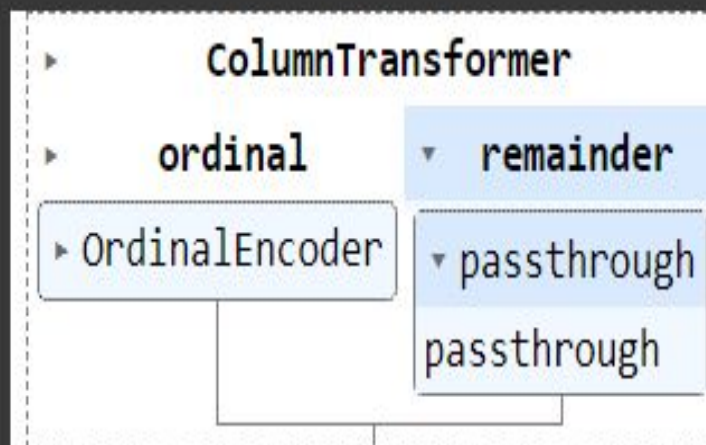 ColumnTransformer
ordinal
remainder
OrdinalEncoder
passthrough
passthrough